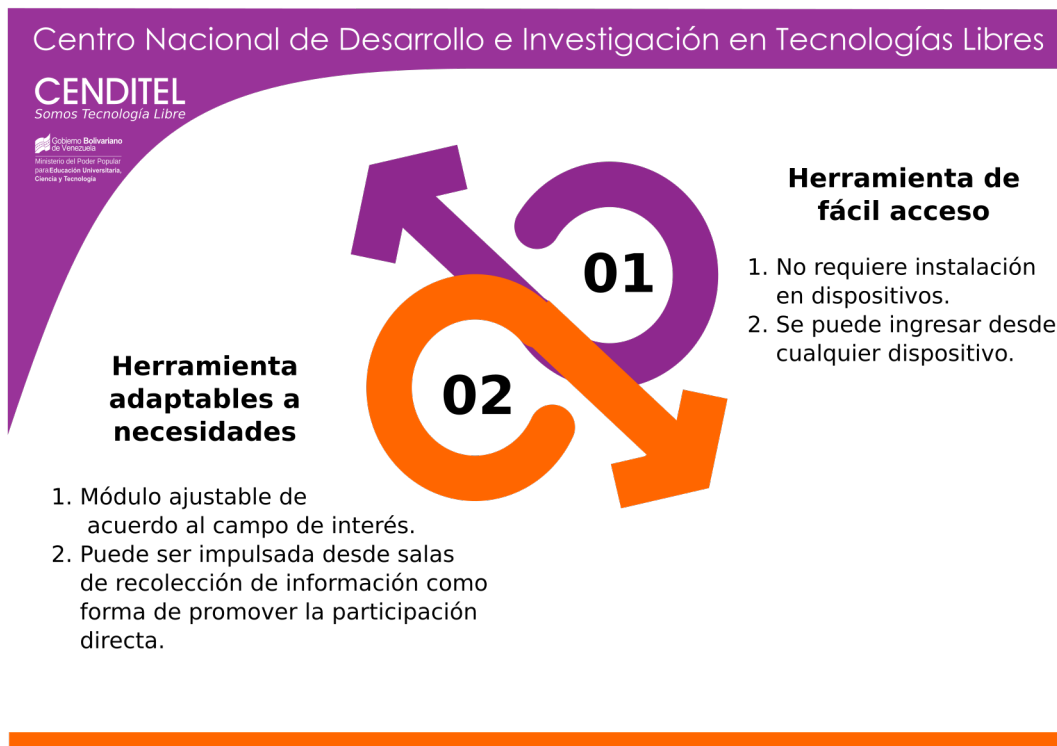 Centro Nacional de Desarrollo e Investigación en Tecnologías Libres
CENDITEL
Somos Tecnología Libre
Gobierno Bolivariano
de Venezuela
Ministerio del Poder Popular
para Educación Universitaria,
Ciencia y Tecnología
01
Herramienta de
fácil acceso
1. No requiere instalación
en dispositivos.
2. Se puede ingresar desde
cualquier dispositivo.
02
Herramienta
adaptables a
necesidades
1. Módulo ajustable de
acuerdo al campo de interés.
2. Puede ser impulsada desde salas
de recolección de información como
forma de promover la participación
directa.